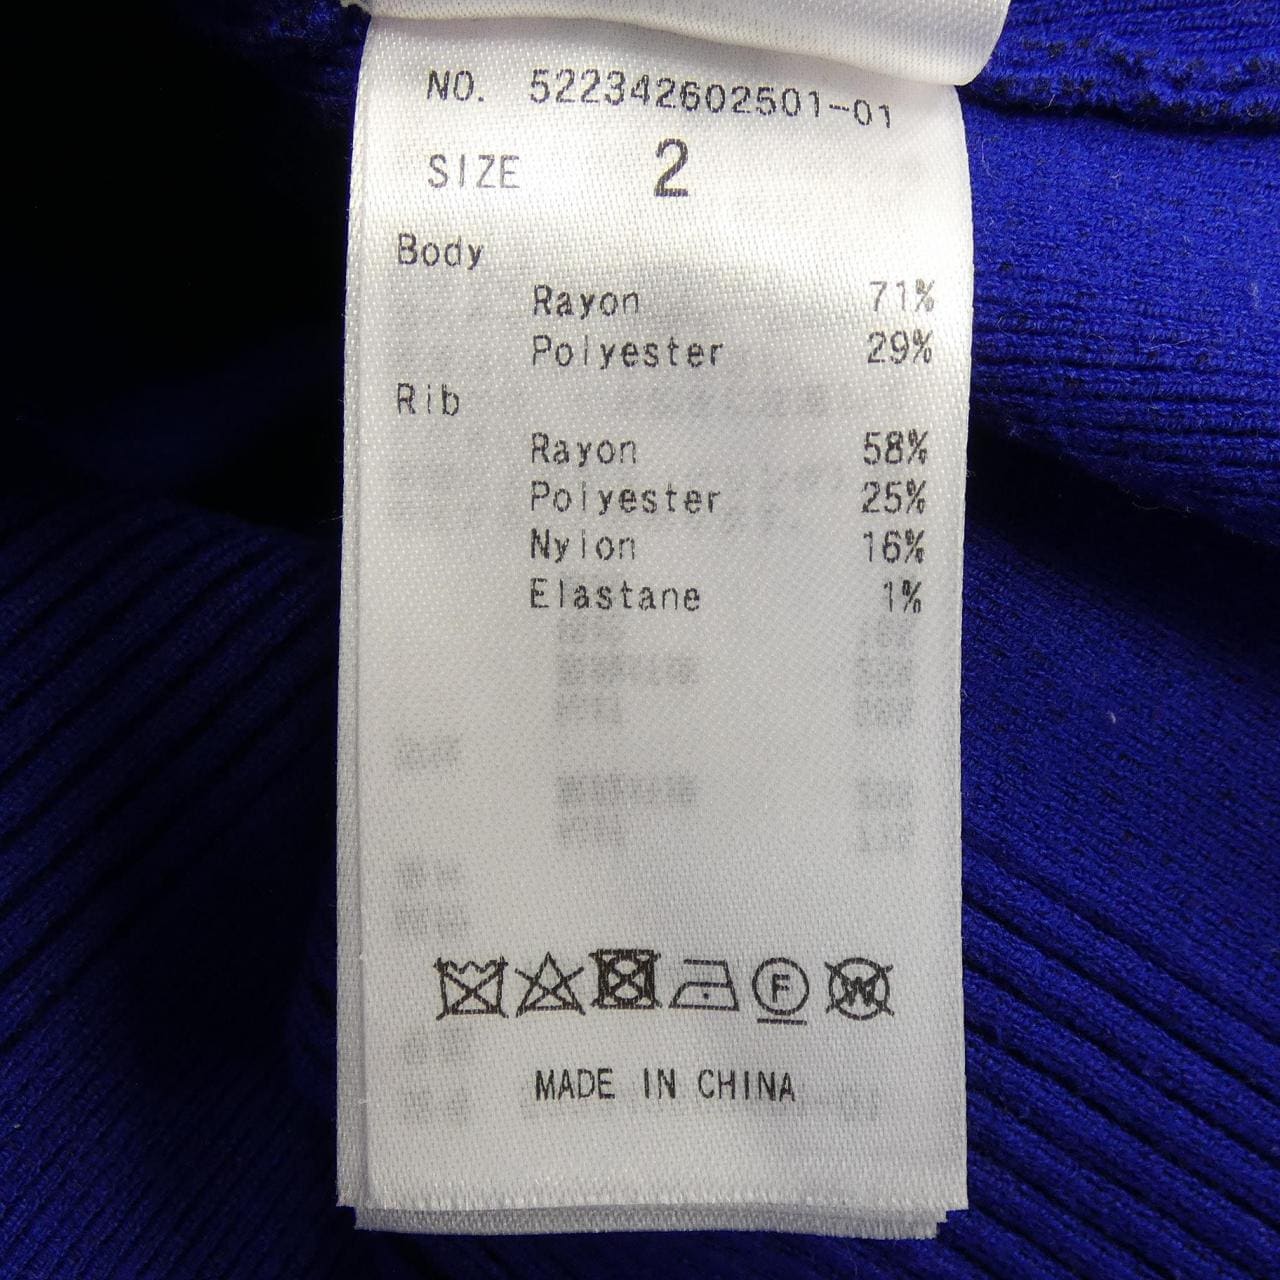 NO. 522342602501-01
SIZE 2
Body
Rayon 71%
Polyester 29%
Rib
Rayon 58%
Polyester 25%
Nylon 16%
Elastane 1%
F W
MADE IN CHINA